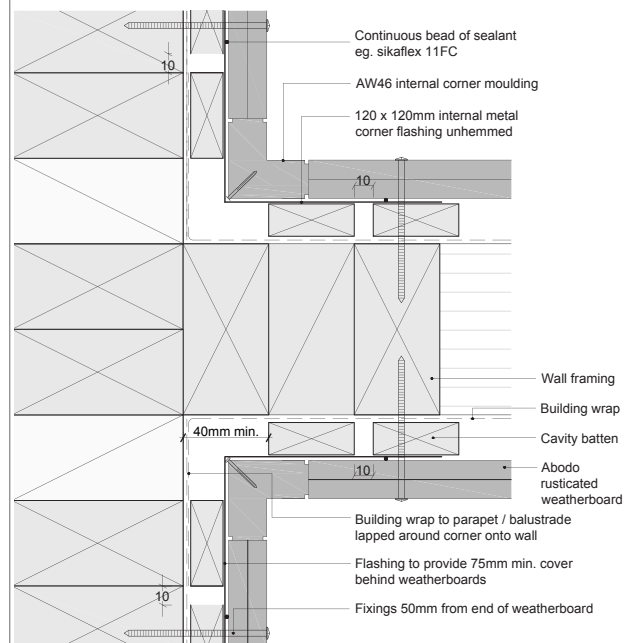 Continuous bead of sealant
eg. sikaflex 11FC
10
AW46 internal corner moulding
120 x 120mm internal metal
corner flashing unhemmed
10
Wall framing
Building wrap
40mm min.
Cavity batten
10
Abodo
rusticated
weatherboard
Building wrap to parapet / balustrade
lapped around corner onto wall
Flashing to provide 75mm min. cover
behind weatherboards
10
Fixings 50mm from end of weatherboard